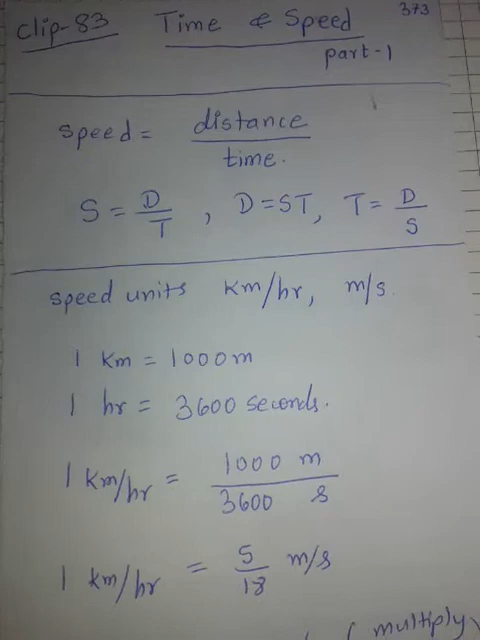 Clip-83 Time & Speed 373
part-1
speed = distance / time.
S = D/T , D = ST, T = D/S
speed units km/hr, m/s.
1 km = 1000 m
1 hr = 3600 seconds.
1 km/hr = 1000 m / 3600 s
1 km/hr = 5/18 m/s
(multiply